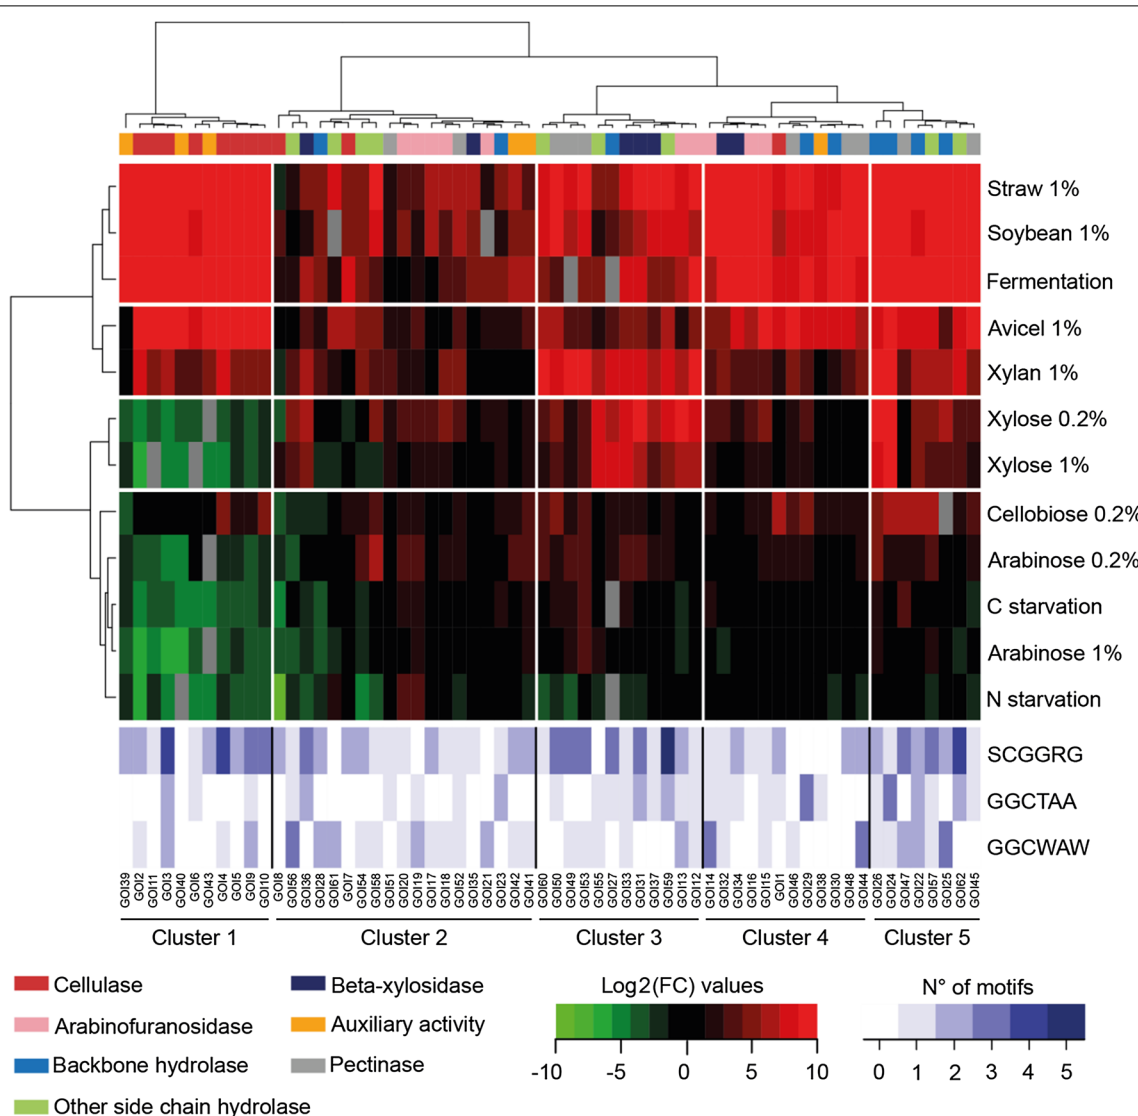 Straw 1%
Soybean 1%
Fermentation
Avicel 1%
Xylan 1%
Xylose 0.2%
Xylose 1%
Cellobiose 0.2%
Arabinose 0.2%
C starvation
Arabinose 1%
N starvation
SCGGRG
GGCTAA
GGCWAW
GOI39 GOI2 GOI11 GOI3 GOI40 GOI6 GOI43 GOI4 GOI5 GOI9 GOI10 GOI8 GOI56 GOI36 GOI28 GOI61 GOI7 GOI54 GOI58 GOI51 GOI20 GOI19 GOI17 GOI18 GOI52 GOI35 GOI21 GOI23 GOI42 GOI41 GOI60 GOI50 GOI49 GOI53 GOI55 GOI27 GOI33 GOI31 GOI37 GOI59 GOI13 GOI12 GOI14 GOI32 GOI34 GOI16 GOI15 GOI1 GOI46 GOI29 GOI38 GOI30 GOI48 GOI44 GOI26 GOI24 GOI47 GOI22 GOI57 GOI25 GOI62 GOI45
Cluster 1 Cluster 2 Cluster 3 Cluster 4 Cluster 5
Cellulase Beta-xylosidase Log2(FC) values N° of motifs
Arabinofuranosidase Auxiliary activity
Backbone hydrolase Pectinase
-10 -5 0 5 10 0 1 2 3 4 5
Other side chain hydrolase